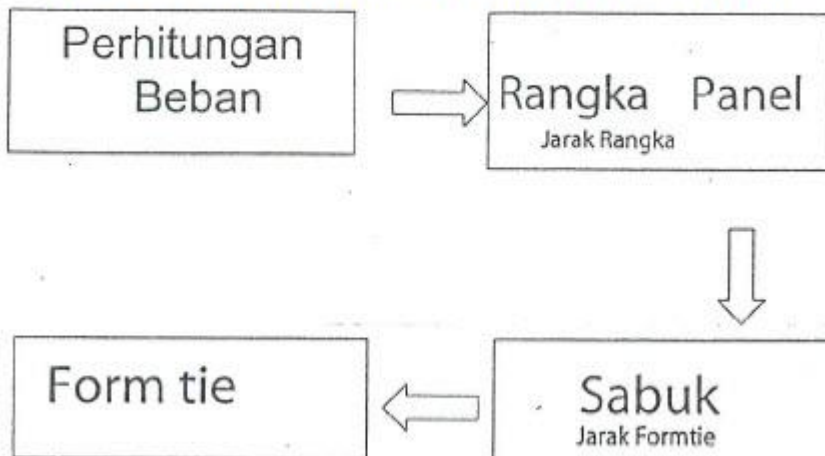 Perhitungan
Beban
Rangka Panel
Jarak Rangka
Sabuk
Jarak Formtie
Form tie